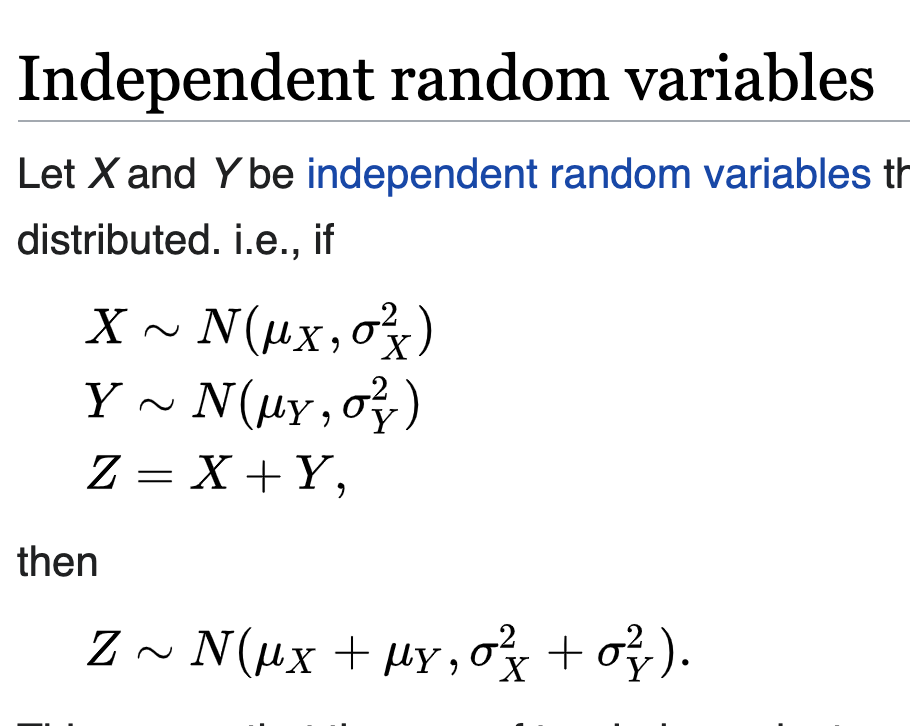 Independent random variables
Let X and Y be independent random variables
distributed. i.e., if
X ∼ N(μ_X, σ_X^2)
Y ∼ N(μ_Y, σ_Y^2)
Z = X + Y,
then
Z ∼ N(μ_X + μ_Y, σ_X^2 + σ_Y^2).